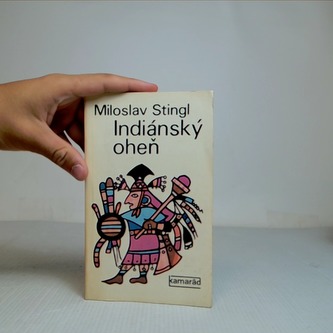 Miloslav Stingl
Indiánský
oheň
kamarád